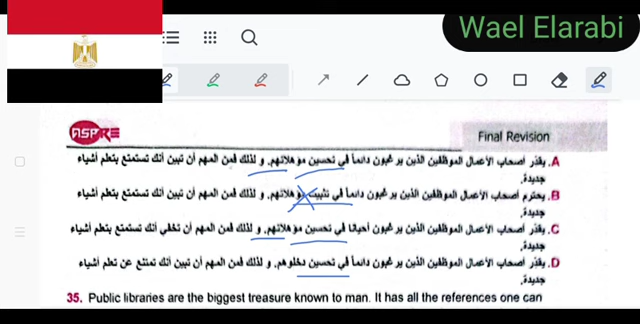 Wael Elarabi
ASPIRE
Final Revision
A. يقدّر أصحاب الأعمال الموظفين الذين يرغبون دائماً في تحسين مؤهلاتهم. و لذلك فمن المهم أن تبين أنك تستمتع بتعلم أشياء
جديدة.
B. يحترم أصحاب الأعمال الموظفين الذين يرغبون دائماً في تثبيت مؤهلاتهم. و لذلك فمن المهم أن تبين أنك تستمتع بتعلم أشياء
جديدة.
C. يقدّر أصحاب الأعمال الموظفين الذين يرغبون أحياناً في تحسين مؤهلاتهم. و لذلك فمن المهم أن تخفي أنك تستمتع بتعلم أشياء
جديدة.
D. يقدّر أصحاب الأعمال الموظفين الذين يرغبون دائماً في تحسين دخلهم. و لذلك فمن المهم أن تبين أنك تمتنع عن تعلم أشياء
جديدة.
35. Public libraries are the biggest treasure known to man. It has all the references one can